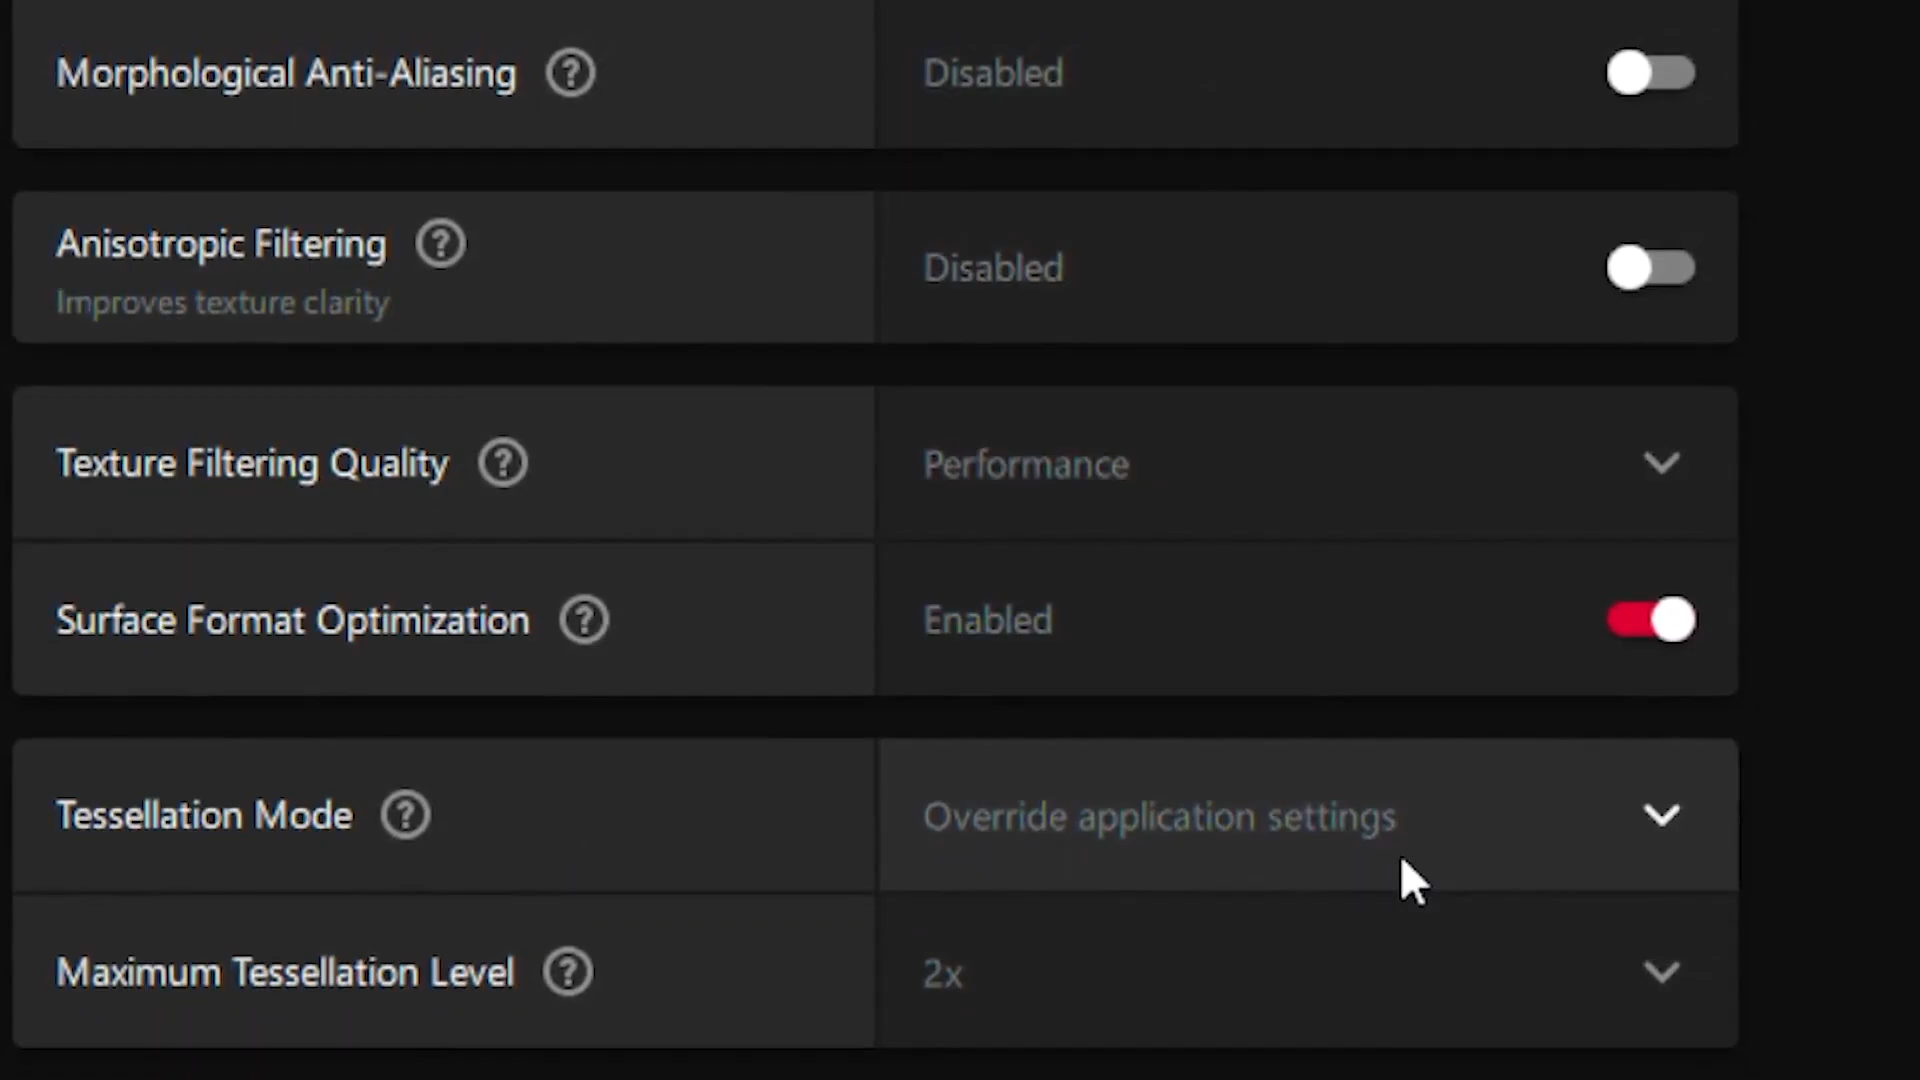 Morphological Anti-Aliasing
Disabled
Anisotropic Filtering
Improves texture clarity
Disabled
Texture Filtering Quality
Performance
Surface Format Optimization
Enabled
Tessellation Mode
Override application settings
Maximum Tessellation Level
2x